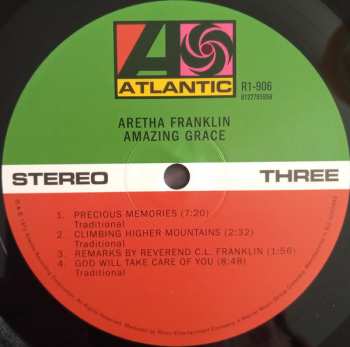 ATLANTIC
R1-906
ARETHA FRANKLIN
AMAZING GRACE
STEREO
THREE
1. PRECIOUS MEMORIES (7:20)
Traditional
2. CLIMBING HIGHER MOUNTAINS (2:32)
Traditional
3. REMARKS BY REVEREND C.L. FRANKLIN (1:56)
4. GOD WILL TAKE CARE OF YOU (8:48)
Traditional